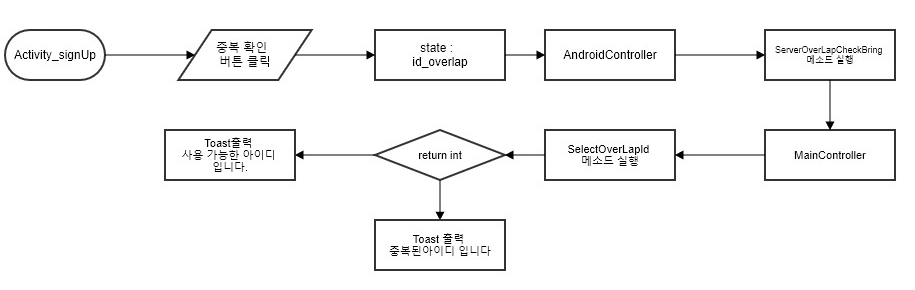 Activity_signUp
중복 확인
버튼 클릭
state :
id_overlap
AndroidController
ServerOverLapCheckBring
메소드 실행
MainController
SelectOverLapId
메소드 실행
return int
Toast출력
사용 가능한 아이디
입니다.
Toast 출력
중복된아이디 입니다